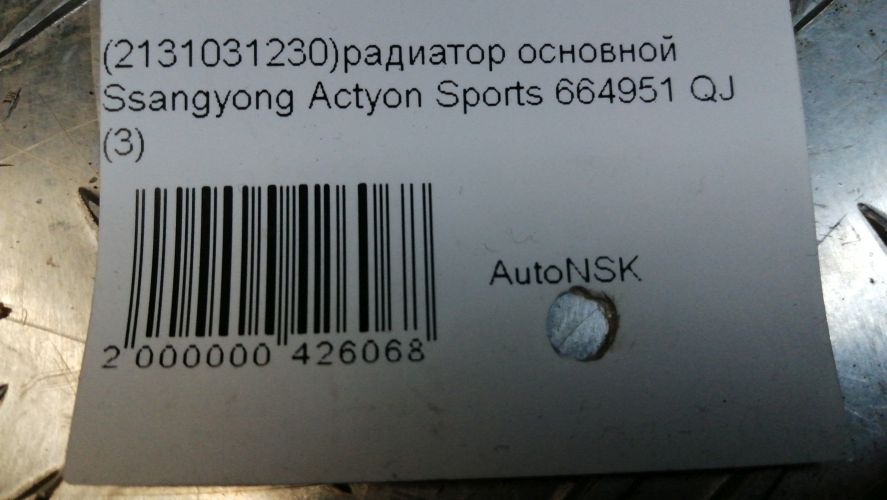 (2131031230)радиатор основной
Ssangyong Actyon Sports 664951 QJ
(3)
AutoNSK
2 000000 426068